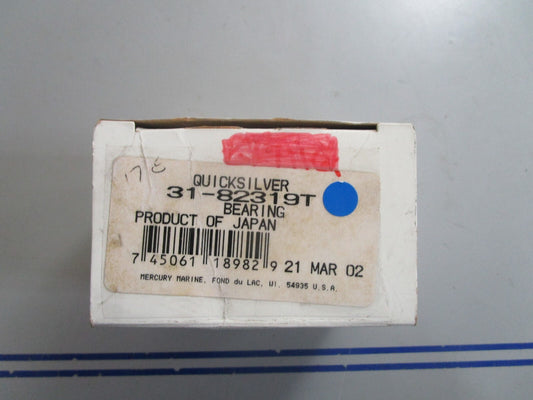 QUICKSILVER
31-82319T
BEARING
PRODUCT OF JAPAN
7 45061 18982 9 21 MAR 02
MERCURY MARINE, FOND du LAC, WI. 54935 U.S.A.